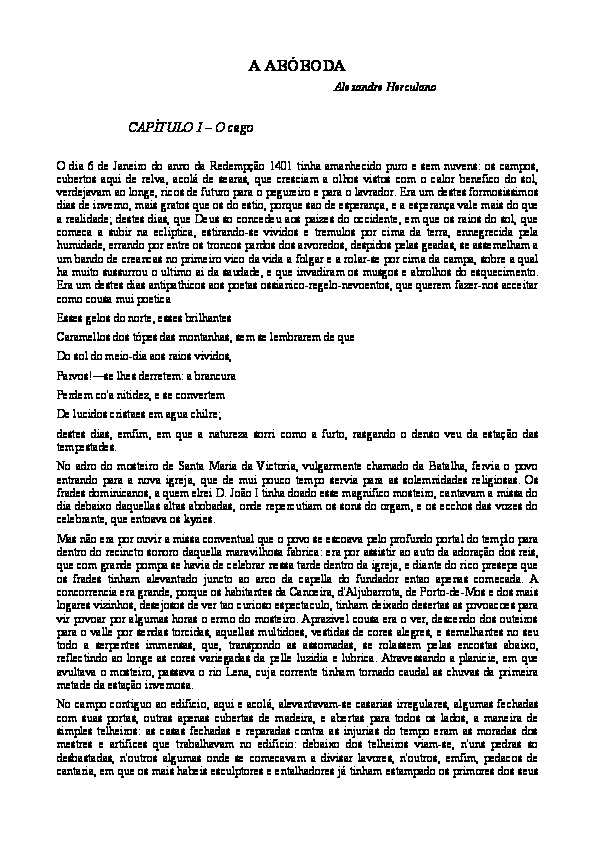 A ABÓBODA
Alexandre Herculano
CAPÍTULO I – O cego
O dia 6 de Janeiro do anno da Redempção 1401 tinha amanhecido puro e sem nuvens: os campos,
cubertos aqui de relva, acolá de searas, que cresciam a olhos vistos com o calor benefico do sol,
verdejavam ao longe, ricos de futuro para o pegureiro e para o lavrador. Era um destes formosissimos
dias de inverno, mais gratos que os do estio, porque sao de esperança, e a esperança vale mais do que
a realidade; destes dias, que Deus so concedeu aos paizes do occidente, em que os raios do sol, que
comeca a subir na ecliptica, estirando-se vividos e tremulos por cima da terra, ennegrecida pela
humidade, errando por entre os troncos pardos dos arvoredos, despidos pelas geadas, se assemelham a
um bando de creancas no primeiro vico da vida a folgar e a rolar-se por cima da campa, sobre a qual
ha muito sussurrou o ultimo ai da saudade, e que invadiram os musgos e abrolhos do esquecimento.
Era um destes dias antipathicos aos poetas ossianico-regelo-nevoentos, que querem fazer-nos acceitar
como cousa mui poetica
Esses gelos do norte, esses brilhantes
Caramellos dos tópes das montanhas, sem se lembrarem de que
Do sol do meio-dia aos raios vividos,
Parvos!—se lhes derretem: a brancura
Perdem co'a nitidez, e se convertem
De lucidos cristaes em agua chilre;
destes dias, emfim, em que a natureza sorri como a furto, rasgando o denso veu da estação das
tempestades.
No adro do mosteiro de Santa Maria da Victoria, vulgarmente chamado da Batalha, fervia o povo
entrando para a nova igreja, que de mui pouco tempo servia para as solemnidades religiosas. Os
frades dominicanos, a quem elrei D. João I tinha doado esse magnifico mosteiro, cantavam a missa do
dia debaixo daquellas altas abobadas, onde repercutiam os sons do orgam, e os ecchos das vozes do
celebrante, que entoava os kyries.
Mas não era por ouvir a missa conventual que o povo se escoava pelo profundo portal do templo para
dentro do recincto sonoro daquella maravilhosa fabrica: era por assistir ao auto da adoração dos reis,
que com grande pompa se havia de celebrar nessa tarde dentro da igreja, e diante do rico presepe que
os frades tinham alevantado juncto ao arco da capella do fundador entao apenas comecada. A
concorrencia era grande, porque os habitantes da Canoeira, d'Aljubarrota, de Porto-de-Mos e dos mais
logares vizinhos, desejosos de ver tao curioso espectaculo, tinham deixado desertas as povoacoes para
vir povoar por algumas horas o ermo do mosteiro. Aprazivel cousa era o ver, descendo dos outeiros
para o valle por sendas torcidas, aquellas multidoes, vestidas de cores alegres, e semelhantes no seu
todo a serpentes immensas, que, transpondo as assomadas, se rolassem pelas encostas abaixo,
reflectindo ao longe as cores variegadas da pelle luzidia e lubrica. Atravessando a planicie, em que
avultava o mosteiro, passava o rio Lena, cuja corrente tinham tornado caudal as chuvas da primeira
metade da estação invernosa.
No campo contiguo ao edificio, aqui e acolá, alevantavam-se casarias irregulares, algumas fechadas
com suas portas, outras apenas cubertas de madeira, e abertas para todos os lados, a maneira de
simples telheiros: as casas fechadas e reparadas contra as injurias do tempo eram as moradas dos
mestres e artifices que trabalhavam no edificio: debaixo dos telheiros viam-se, n'uns pedras so
desbastadas, n'outros algumas onde se comecavam a divisar lavores, n'outros, emfim, pedacos de
cantaria, em que os mais habeis esculptores e entalhadores já tinham estampado os primores dos seus